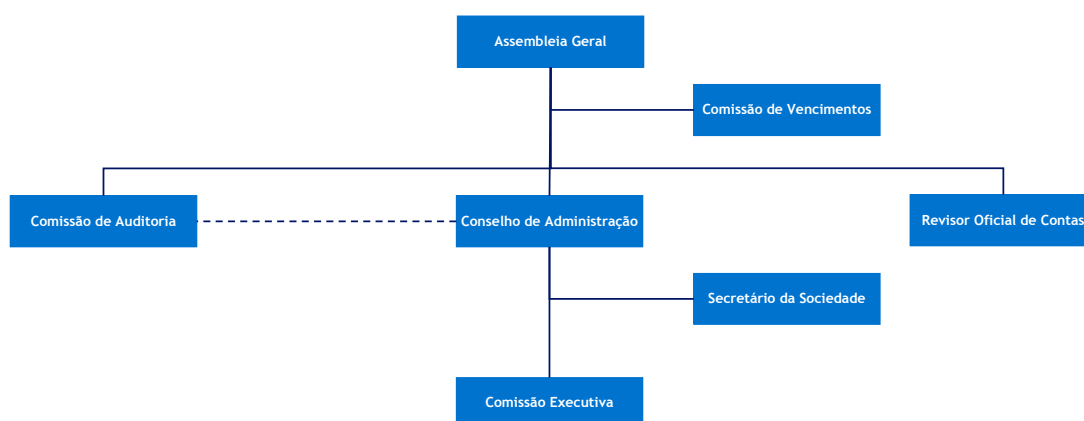 Assembleia Geral
Comissão de Vencimentos
Comissão de Auditoria
Conselho de Administração
Revisor Oficial de Contas
Secretário da Sociedade
Comissão Executiva